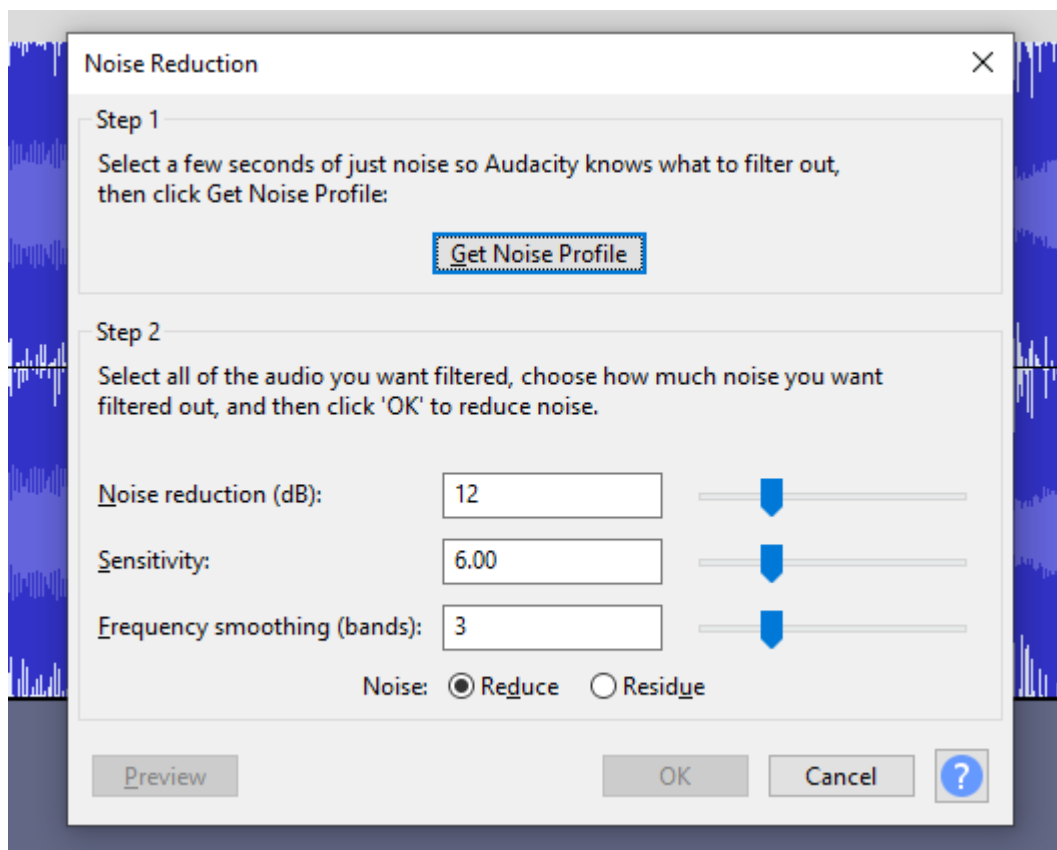 Noise Reduction
Step 1
Select a few seconds of just noise so Audacity knows what to filter out,
then click Get Noise Profile:
Get Noise Profile
Step 2
Select all of the audio you want filtered, choose how much noise you want
filtered out, and then click 'OK' to reduce noise.
Noise reduction (dB): 12
Sensitivity: 6.00
Frequency smoothing (bands): 3
Noise: Reduce Residue
Preview OK Cancel ?